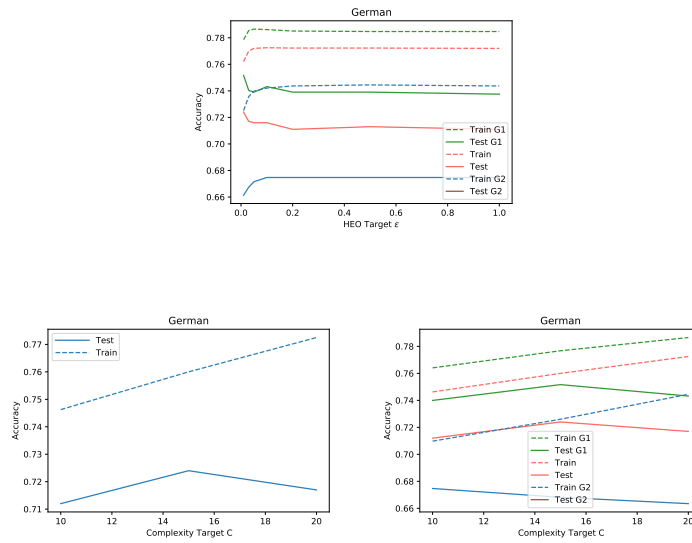 German
0.78
0.76
0.74
0.72
0.70
0.68
0.66
Accuracy
Train G1
Test G1
Train
Test
Train G2
Test G2
0.0 0.2 0.4 0.6 0.8 1.0
HEO Target ε
German
Test
Train
0.77
0.76
0.75
0.74
0.73
0.72
0.71
Accuracy
10 12 14 16 18 20
Complexity Target C
German
0.78
0.76
0.74
0.72
0.70
0.68
0.66
Accuracy
Train G1
Test G1
Train
Test
Train G2
Test G2
10 12 14 16 18 20
Complexity Target C